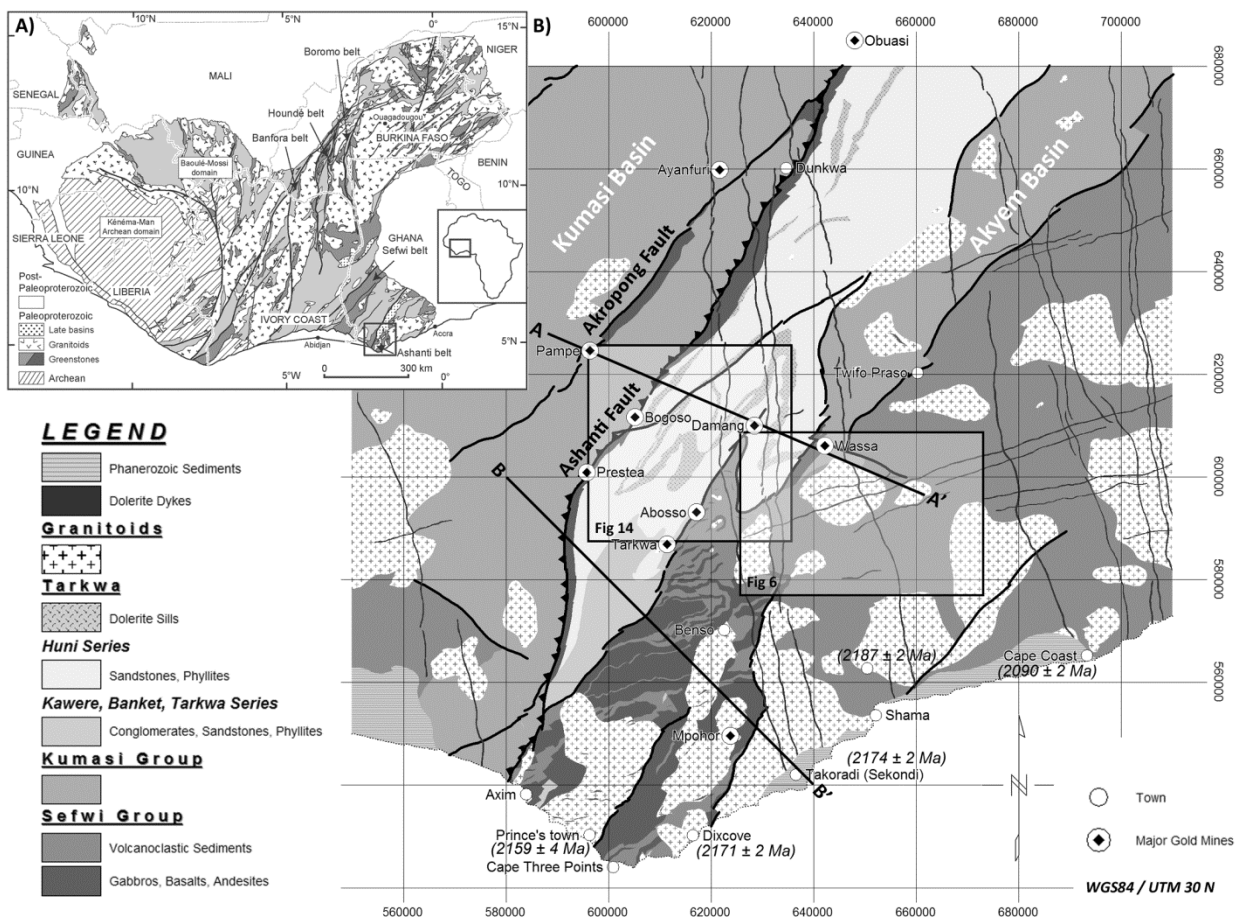 A)
10°N
5°N
0°
15°N
NIGER
Boromo belt
MALI
SENEGAL
Houndé belt
Ouagadougou
BURKINA FASO
Banfora belt
GUINEA
Baoulé-Mossi
domain
BENIN
TOGO
10°N
10°N
Kénéma-Man
Archean domain
SIERRA LEONE
GHANA
Sefwi belt
Post-
Paleoproterozoic
LIBERIA
Paleoproterozoic
IVORY COAST
Late basins
Granitoids
Greenstones
Archean
Abidjan
Accra
5°N
Ashanti belt
5°W
0 300 km
0°
LEGEND
Phanerozoic Sediments
Dolerite Dykes
Granitoids
Tarkwa
Dolerite Sills
Huni Series
Sandstones, Phyllites
Kawere, Banket, Tarkwa Series
Conglomerates, Sandstones, Phyllites
Kumasi Group
Sefwi Group
Volcanoclastic Sediments
Gabbros, Basalts, Andesites
B)
600000 620000 640000 660000 680000 700000
Obuasi
680000
Kumasi Basin
Akyem Basin
Ayanfuri
Dunkwa
660000
Akropong Fault
640000
A
Pampe
Twifo Praso
620000
Ashanti Fault
Bogoso
Damang
Wassa
B
Prestea
600000
A'
Abosso
Fig 14
Tarkwa
Fig 6
580000
Benso
(2187 ± 2 Ma)
Cape Coast
(2090 ± 2 Ma)
560000
Shama
Mpohor
(2174 ± 2 Ma)
Takoradi (Sekondi)
N
B'
Axim
Town
Prince's town
(2159 ± 4 Ma)
Dixcove
(2171 ± 2 Ma)
Major Gold Mines
Cape Three Points
WGS84 / UTM 30 N
560000 580000 600000 620000 640000 660000 680000 700000